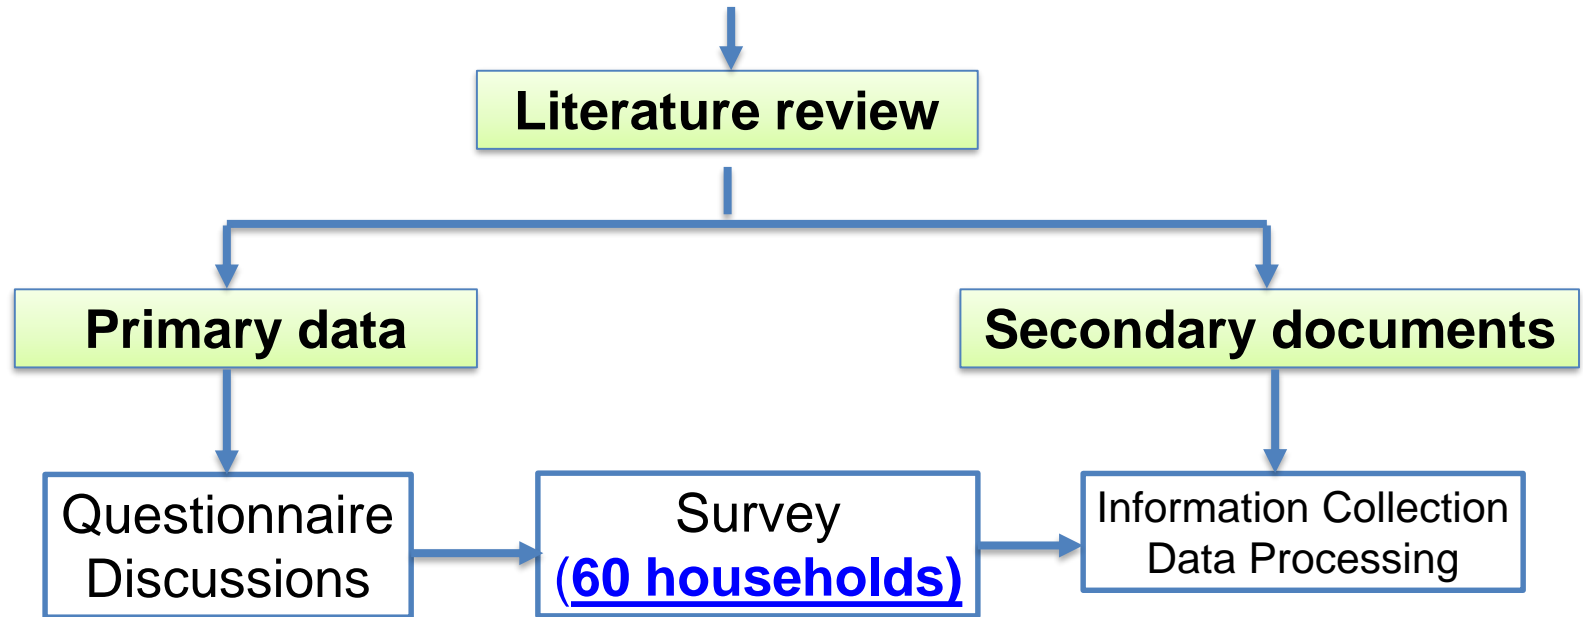 Literature review
Primary data
Secondary documents
Questionnaire
Discussions
Survey
(60 households)
Information Collection
Data Processing